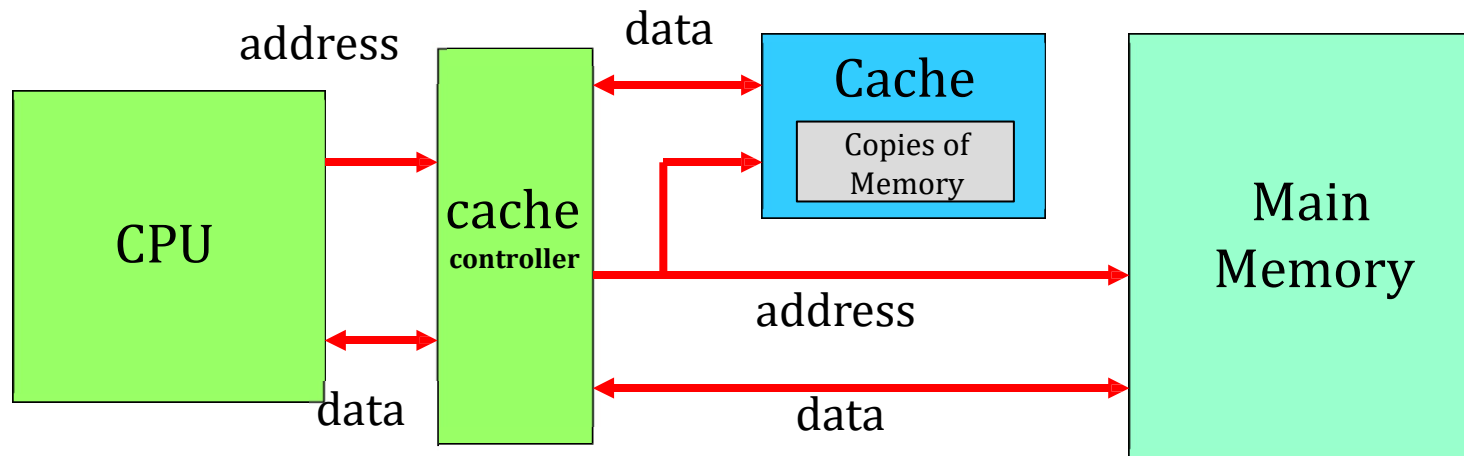 address
data
Cache
Copies of
Memory
CPU
cache
controller
Main
Memory
address
data
data